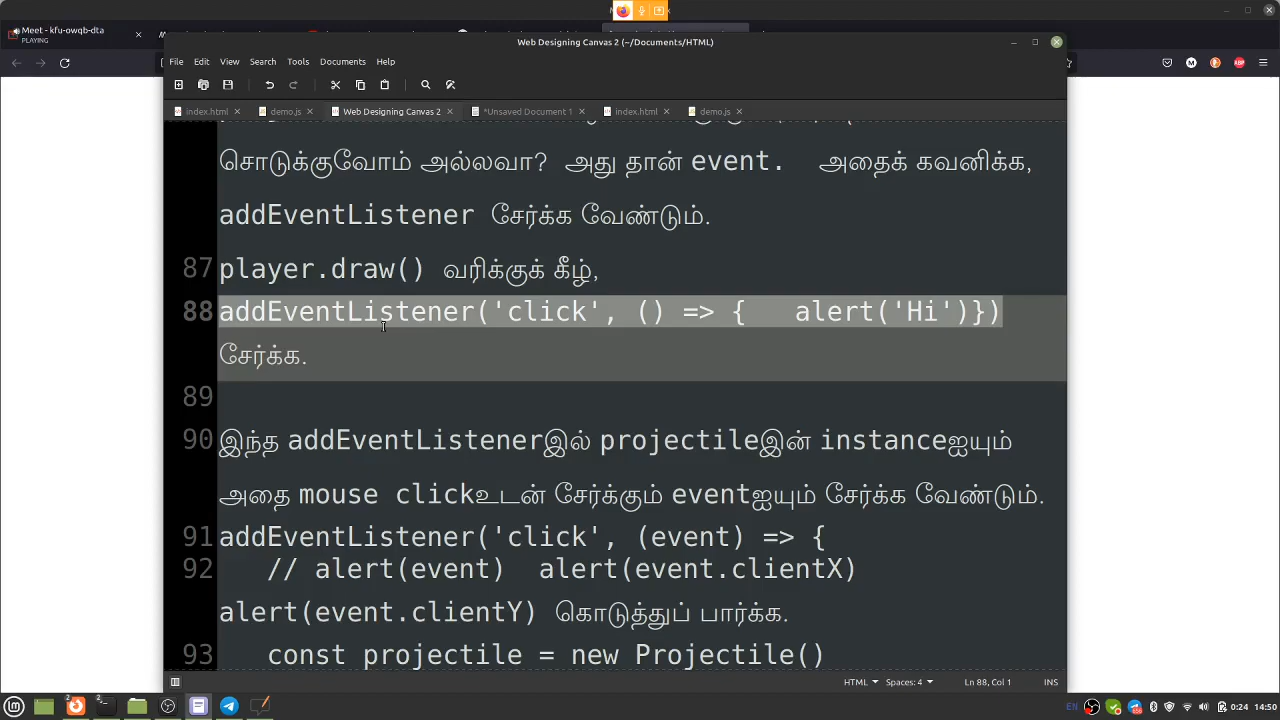 Meet - kfu-owqb-dta
PLAYING
Web Designing Canvas 2 (~/Documents/HTML)
File Edit View Search Tools Documents Help
index.html demo.js Web Designing Canvas 2 *Unsaved Document 1 index.html demo.js
சொடுக்குவோம் அல்லவா? அது தான் event. அதைக் கவனிக்க,
addEventListener சேர்க்க வேண்டும்.
87 player.draw() வரிக்குக் கீழ்,
88 addEventListener('click', () => { alert('Hi')})
சேர்க்க.
89
90 இந்த addEventListenerஇல் projectileஇன் instanceஐயும்
அதை mouse clickஉடன் சேர்க்கும் eventஐயும் சேர்க்க வேண்டும்.
91 addEventListener('click', (event) => {
92 // alert(event) alert(event.clientX)
alert(event.clientY) கொடுத்துப் பார்க்க.
93 const projectile = new Projectile()
HTML Spaces: 4 Ln 88, Col 1 INS
EN 0:24 14:50